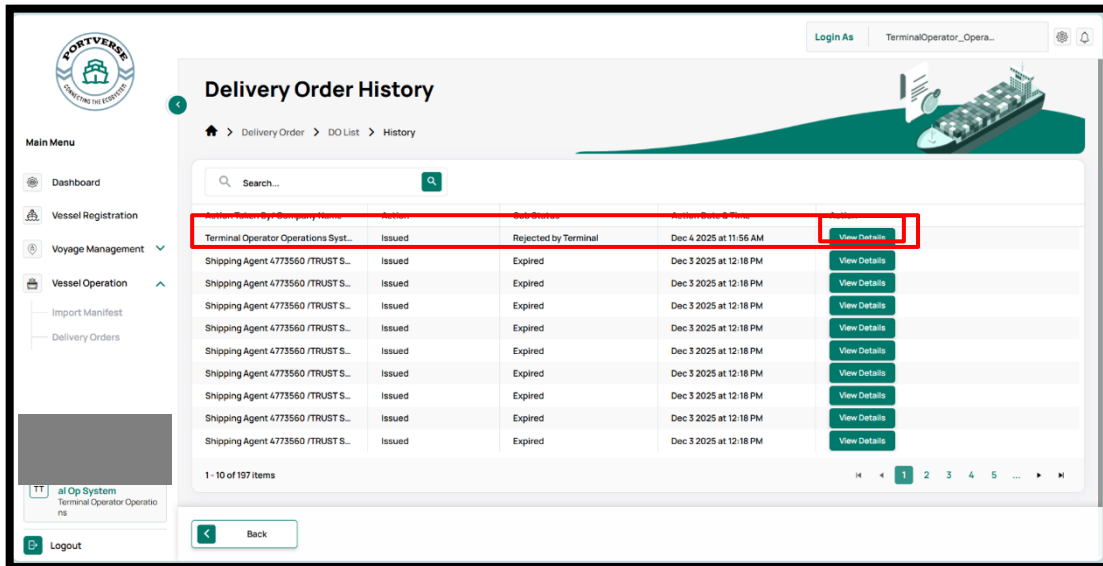 PORTVERSE
CONNECTING THE ECOSYSTEM
Login As TerminalOperator_Opera...
Delivery Order History
Delivery Order > DO List > History
Main Menu
Dashboard
Vessel Registration
Voyage Management
Vessel Operation
Import Manifest
Delivery Orders
al Op System
Terminal Operator Operatio
ns
Logout
Search...
Action Taken By/ Company Name Action Sub Status Action Date & Time Action
Terminal Operator Operations Syst... Issued Rejected by Terminal Dec 4 2025 at 11:56 AM View Details
Shipping Agent 4773560 /TRUST S... Issued Expired Dec 3 2025 at 12:18 PM View Details
Shipping Agent 4773560 /TRUST S... Issued Expired Dec 3 2025 at 12:18 PM View Details
Shipping Agent 4773560 /TRUST S... Issued Expired Dec 3 2025 at 12:18 PM View Details
Shipping Agent 4773560 /TRUST S... Issued Expired Dec 3 2025 at 12:18 PM View Details
Shipping Agent 4773560 /TRUST S... Issued Expired Dec 3 2025 at 12:18 PM View Details
Shipping Agent 4773560 /TRUST S... Issued Expired Dec 3 2025 at 12:18 PM View Details
Shipping Agent 4773560 /TRUST S... Issued Expired Dec 3 2025 at 12:18 PM View Details
Shipping Agent 4773560 /TRUST S... Issued Expired Dec 3 2025 at 12:18 PM View Details
Shipping Agent 4773560 /TRUST S... Issued Expired Dec 3 2025 at 12:18 PM View Details
1 - 10 of 197 items 1 2 3 4 5 ...
Back